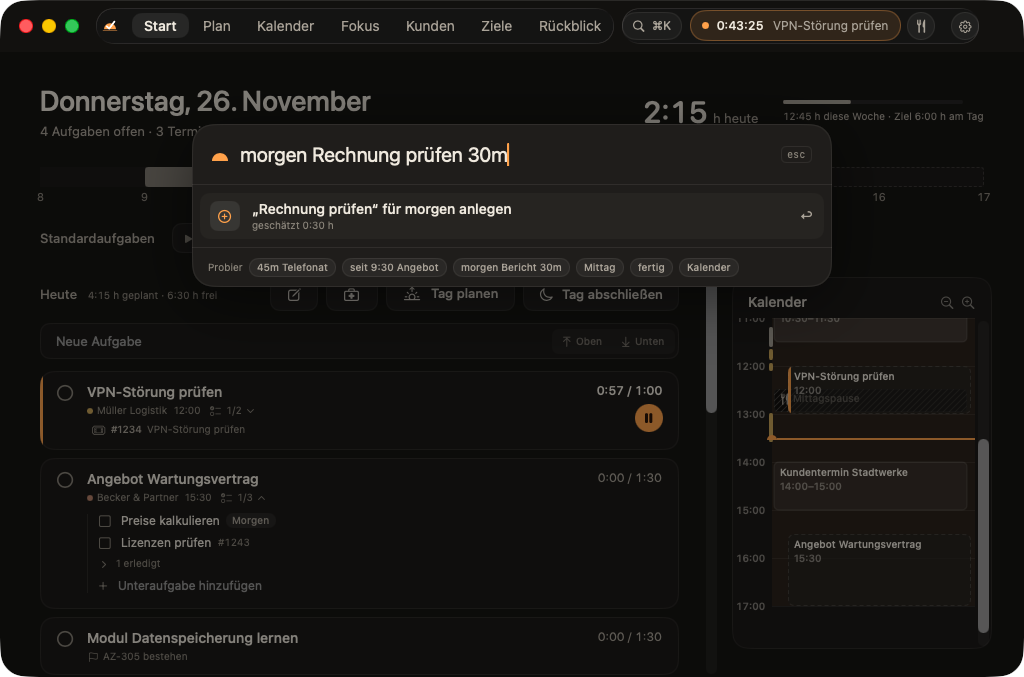 Start Plan Kalender Fokus Kunden Ziele Rückblick ⌘K 0:43:25 VPN-Störung prüfen
Donnerstag, 26. November
4 Aufgaben offen · 3 Termi
2:15 h heute
12:45 h diese Woche · Ziel 6:00 h am Tag
morgen Rechnung prüfen 30m
esc
„Rechnung prüfen“ für morgen anlegen
geschätzt 0:30 h
Probier 45m Telefonat seit 9:30 Angebot morgen Bericht 30m Mittag fertig Kalender
8 9 16 17
Standardaufgaben
Heute 4:15 h geplant · 6:30 h frei
Tag planen
Tag abschließen
Neue Aufgabe
Oben
Unten
VPN-Störung prüfen
0:57 / 1:00
Müller Logistik 12:00 1/2
#1234 VPN-Störung prüfen
Angebot Wartungsvertrag
0:00 / 1:30
Becker & Partner 15:30 1/3
Preise kalkulieren Morgen
Lizenzen prüfen #1243
1 erledigt
+ Unteraufgabe hinzufügen
Modul Datenspeicherung lernen
0:00 / 1:30
AZ-305 bestehen
Kalender
11:00
10:30–11:30
12:00
VPN-Störung prüfen
12:00
Mittagspause
13:00
14:00
Kundentermin Stadtwerke
14:00–15:00
15:00
Angebot Wartungsvertrag
15:30
16:00
17:00